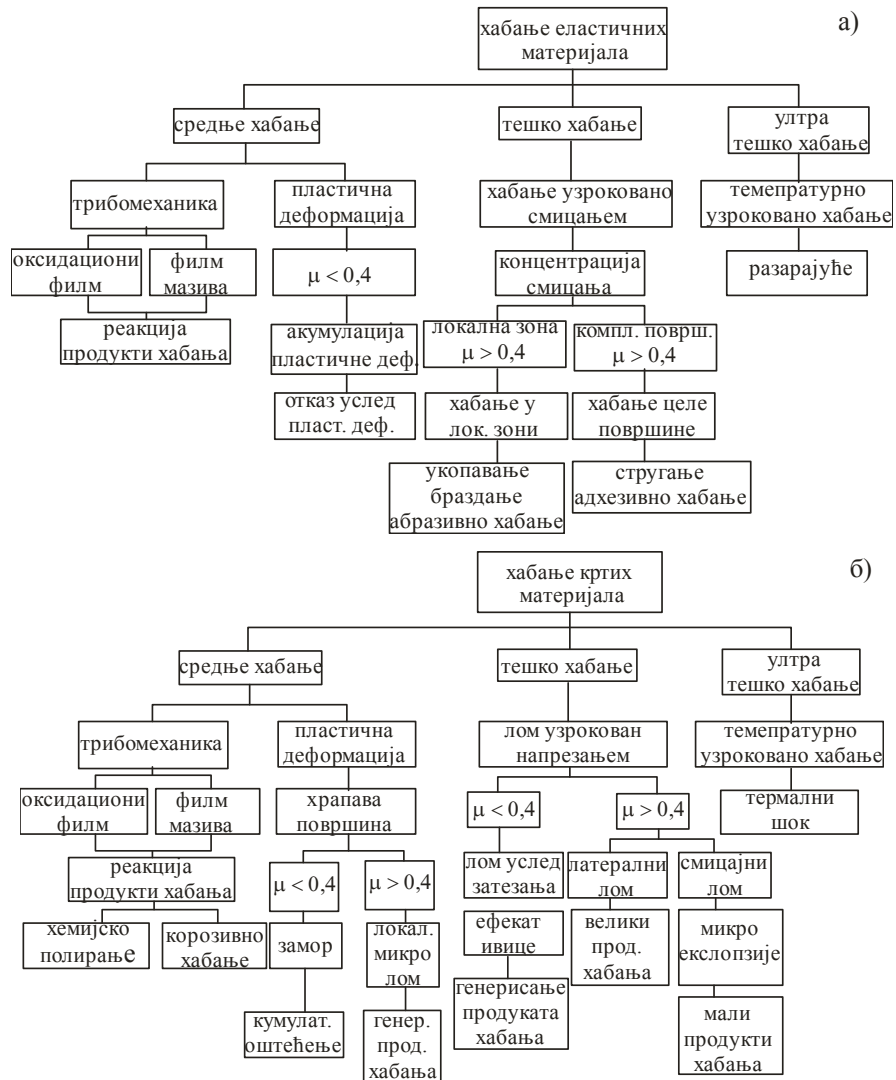 а)
хабање еластичних
материјала
средње хабање
тешко хабање
ултра
тешко хабање
трибомеханика
пластична
деформација
хабање узроковано
смицањем
темепратурно
узроковано хабање
оксидациони
филм
филм
мазива
μ < 0,4
концентрација
смицања
разарајуће
реакција
продукти хабања
акумулација
пластичне деф.
локална зона
μ > 0,4
компл. површ.
μ > 0,4
отказ услед
пласт. деф.
хабање у
лок. зони
хабање целе
површине
укопавање
браздање
абразивно хабање
стругање
адхезивно хабање
б)
хабање кртих
материјала
средње хабање
тешко хабање
ултра
тешко хабање
трибомеханика
пластична
деформација
лом узрокован
напрезањем
темепратурно
узроковано хабање
оксидациони
филм
филм
мазива
храпава
површина
μ < 0,4
μ > 0,4
термални
шок
реакција
продукти хабања
μ < 0,4
μ > 0,4
лом услед
затезања
латерални
лом
смицајни
лом
хемијско
полирање
корозивно
хабање
замор
локал.
микро
лом
ефекат
ивице
велики
прод.
хабања
микро
екслопзије
кумулат.
оштећење
генер.
прод.
хабања
генерисање
продуката
хабања
мали
продукти
хабања